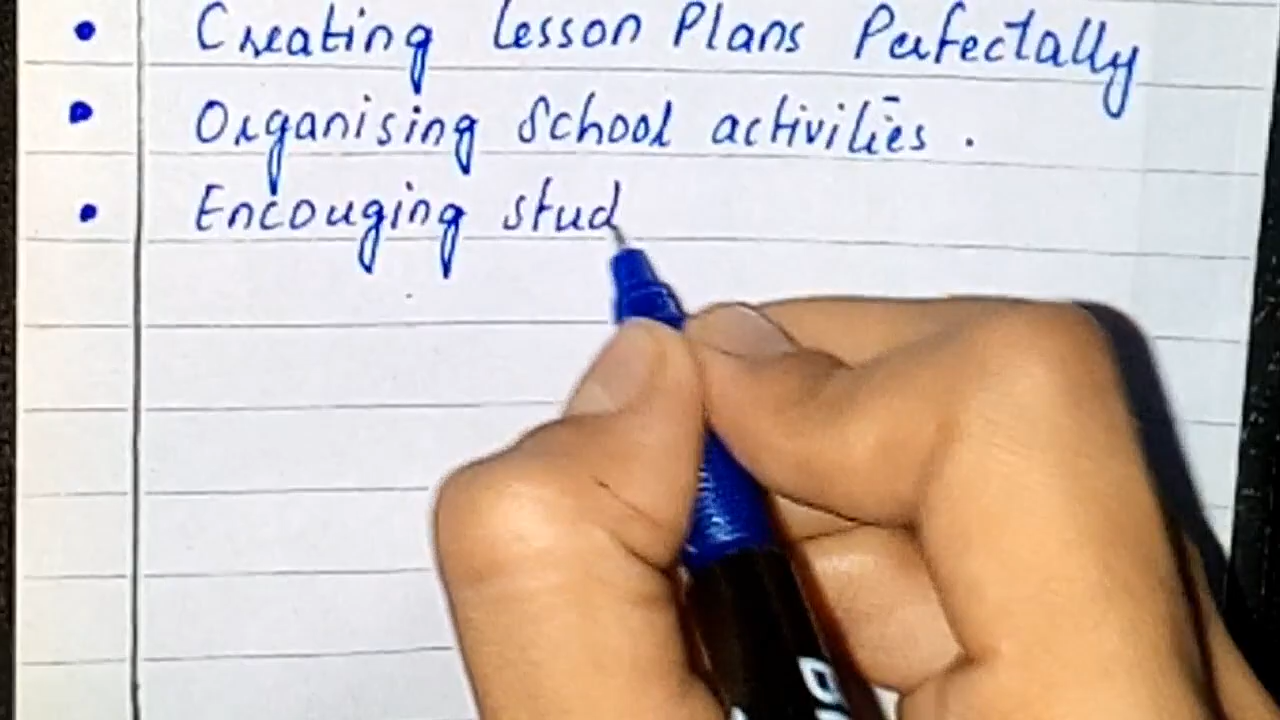 • Creating lesson Plans Perfectally
• Organising School activities.
• Encouging stud